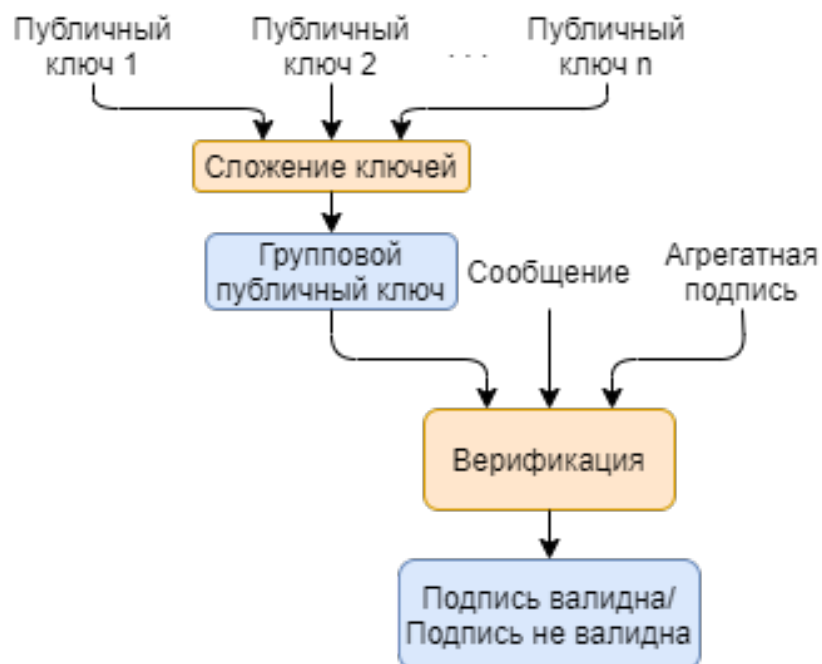 Публичный
ключ 1
Публичный
ключ 2
. . .
Публичный
ключ n
Сложение ключей
Групповой
публичный ключ
Сообщение
Агрегатная
подпись
Верификация
Подпись валидна/
Подпись не валидна